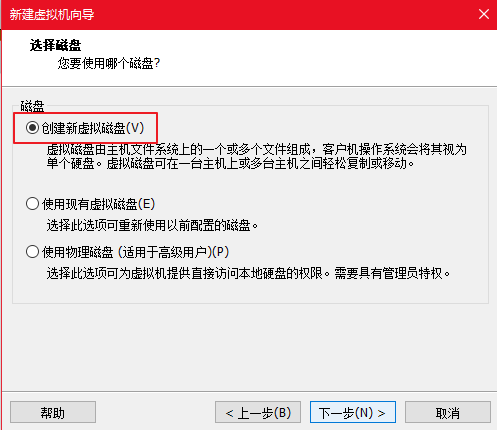 新建虚拟机向导
选择磁盘
您要使用哪个磁盘?
磁盘
创建新虚拟磁盘(V)
虚拟磁盘由主机文件系统上的一个或多个文件组成，客户机操作系统会将其视为
单个硬盘。虚拟磁盘可在一台主机上或多台主机之间轻松复制或移动。
使用现有虚拟磁盘(E)
选择此选项可重新使用以前配置的磁盘。
使用物理磁盘 (适用于高级用户)(P)
选择此选项可为虚拟机提供直接访问本地硬盘的权限。需要具有管理员特权。
帮助
< 上一步(B)
下一步(N) >
取消